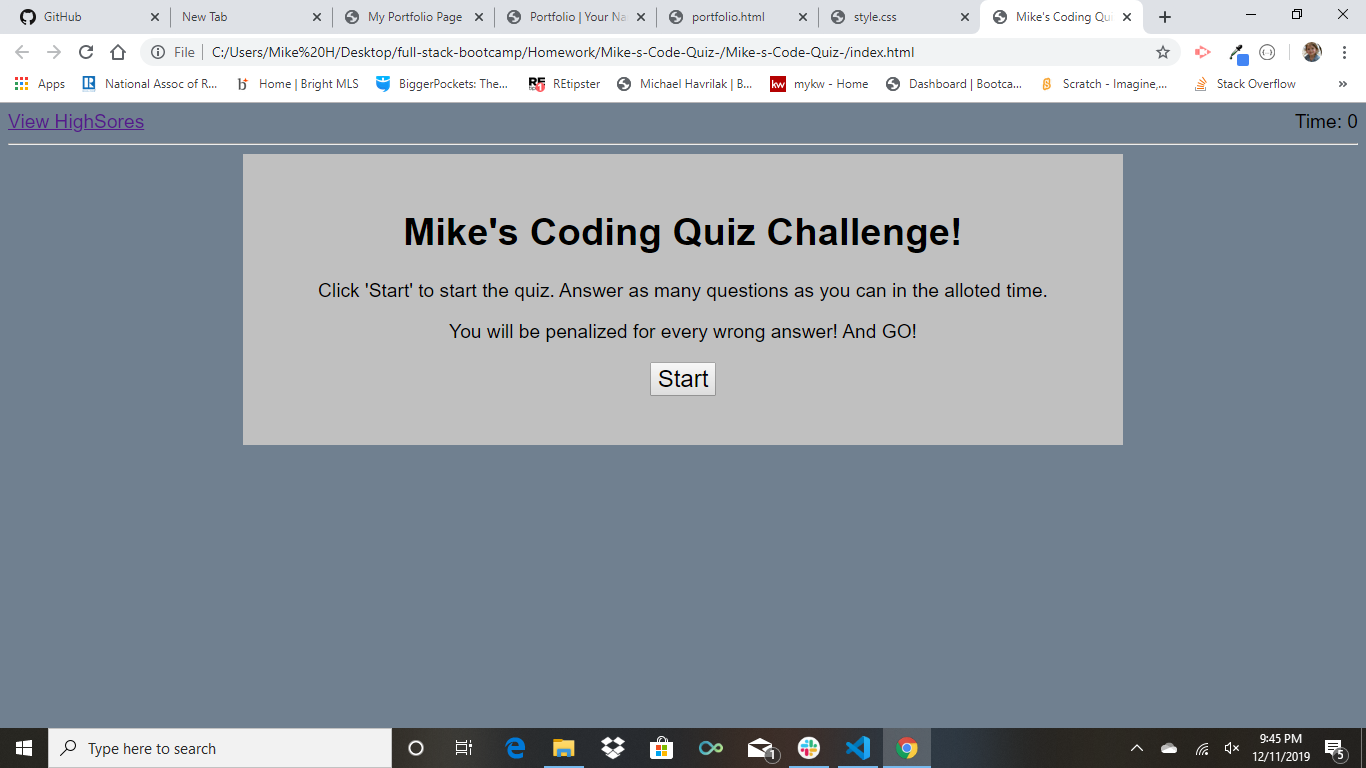 GitHub
New Tab
My Portfolio Page
Portfolio | Your Na
portfolio.html
style.css
Mike's Coding Qui
File | C:/Users/Mike%20H/Desktop/full-stack-bootcamp/Homework/Mike-s-Code-Quiz-/Mike-s-Code-Quiz-/index.html
Apps
National Assoc of R...
Home | Bright MLS
BiggerPockets: The...
REtipster
Michael Havrilak | B...
kw mykw - Home
Dashboard | Bootca...
Scratch - Imagine,...
Stack Overflow
»
View HighSores
Time: 0
Mike's Coding Quiz Challenge!
Click 'Start' to start the quiz. Answer as many questions as you can in the alloted time.
You will be penalized for every wrong answer! And GO!
Start
Type here to search
1
9:45 PM
12/11/2019
5